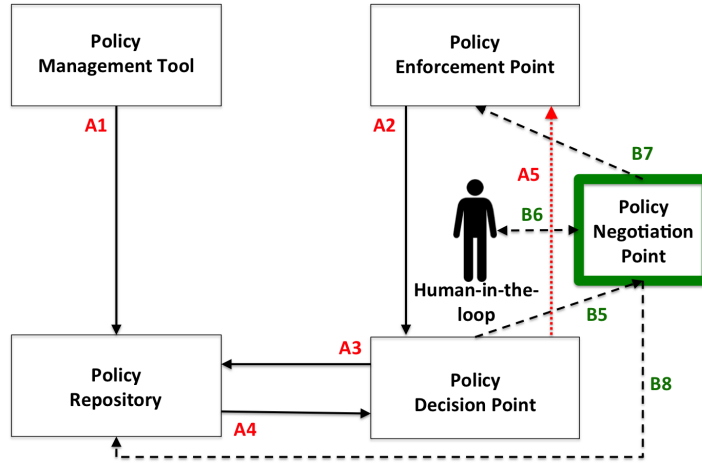 Policy
Management Tool
Policy
Enforcement Point
A1
A2
B7
A5
Policy
Negotiation
Point
B6
Human-in-the-
loop
B5
A3
Policy
Repository
Policy
Decision Point
B8
A4